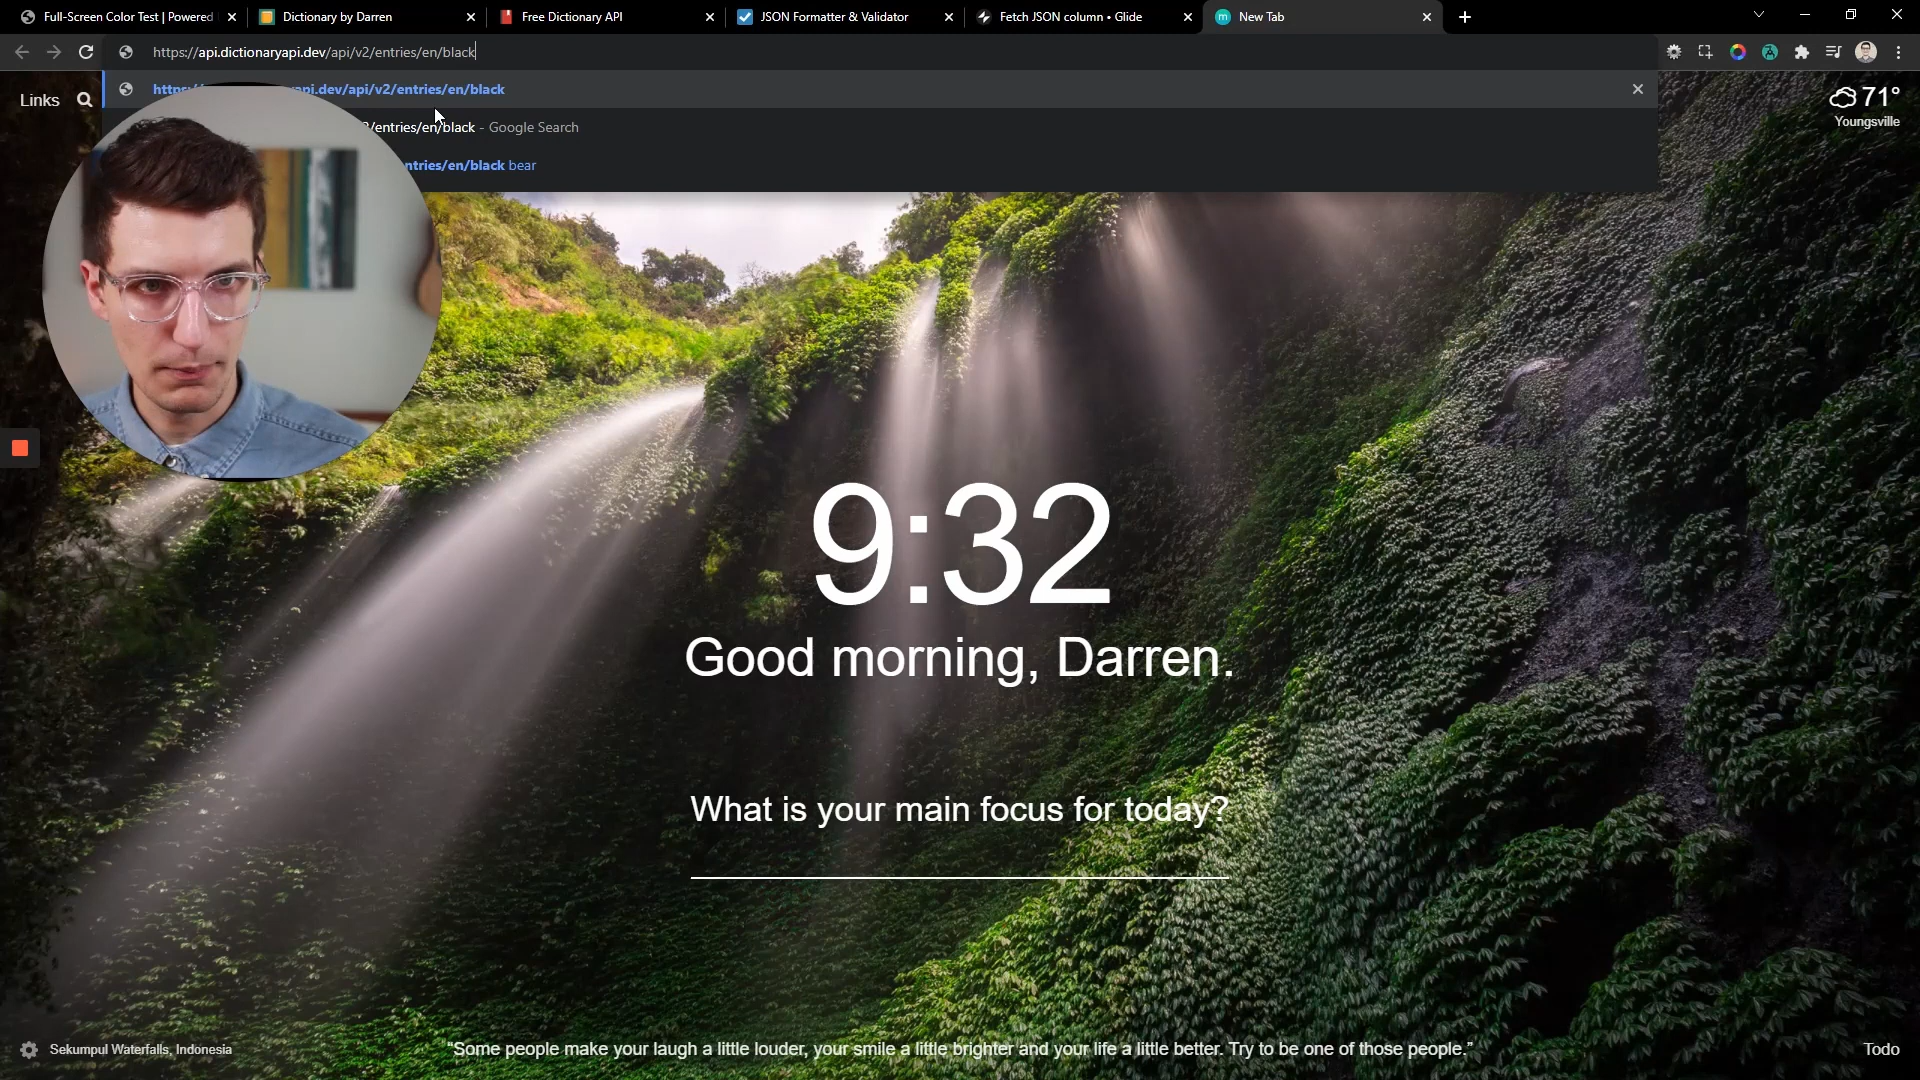 Full-Screen Color Test | Powered
Dictionary by Darren
Free Dictionary API
JSON Formatter & Validator
Fetch JSON column • Glide
New Tab
https://api.dictionaryapi.dev/api/v2/entries/en/black
pi.dev/api/v2/entries/en/black
/entries/en/black - Google Search
ntries/en/black bear
Links
71°
Youngsville
9:32
Good morning, Darren.
What is your main focus for today?
Sekumpul Waterfalls, Indonesia
“Some people make your laugh a little louder, your smile a little brighter and your life a little better. Try to be one of those people.”
Todo